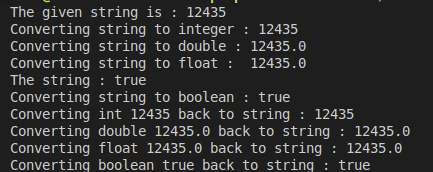 The given string is : 12435
Converting string to integer : 12435
Converting string to double : 12435.0
Converting string to float :  12435.0
The string : true
Converting string to boolean : true
Converting int 12435 back to string : 12435
Converting double 12435.0 back to string : 12435.0
Converting float 12435.0 back to string : 12435.0
Converting boolean true back to string : true